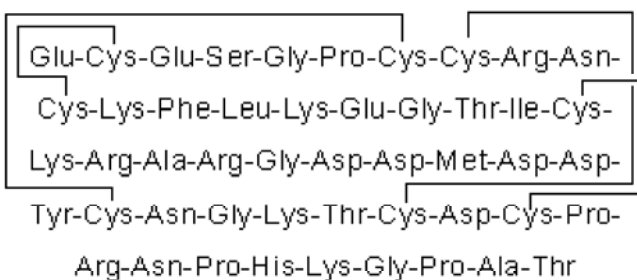 Glu-Cys-Glu-Ser-Gly-Pro-Cys-Cys-Arg-Asn-
Cys-Lys-Phe-Leu-Lys-Glu-Gly-Thr-Ile-Cys-
Lys-Arg-Ala-Arg-Gly-Asp-Asp-Met-Asp-Asp-
Tyr-Cys-Asn-Gly-Lys-Thr-Cys-Asp-Cys-Pro-
Arg-Asn-Pro-His-Lys-Gly-Pro-Ala-Thr